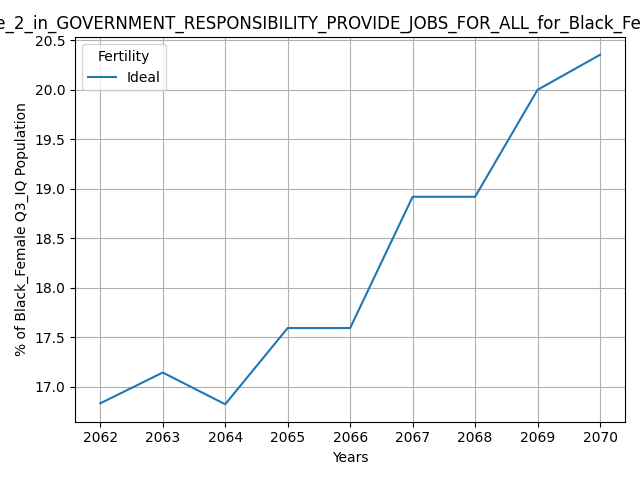 e_2_in_GOVERNMENT_RESPONSIBILITY_PROVIDE_JOBS_FOR_ALL_for_Black_Fe
20.5
20.0
19.5
19.0
18.5
18.0
17.5
17.0
% of Black_Female Q3_IQ Population
Fertility
Ideal
2062 2063 2064 2065 2066 2067 2068 2069 2070
Years